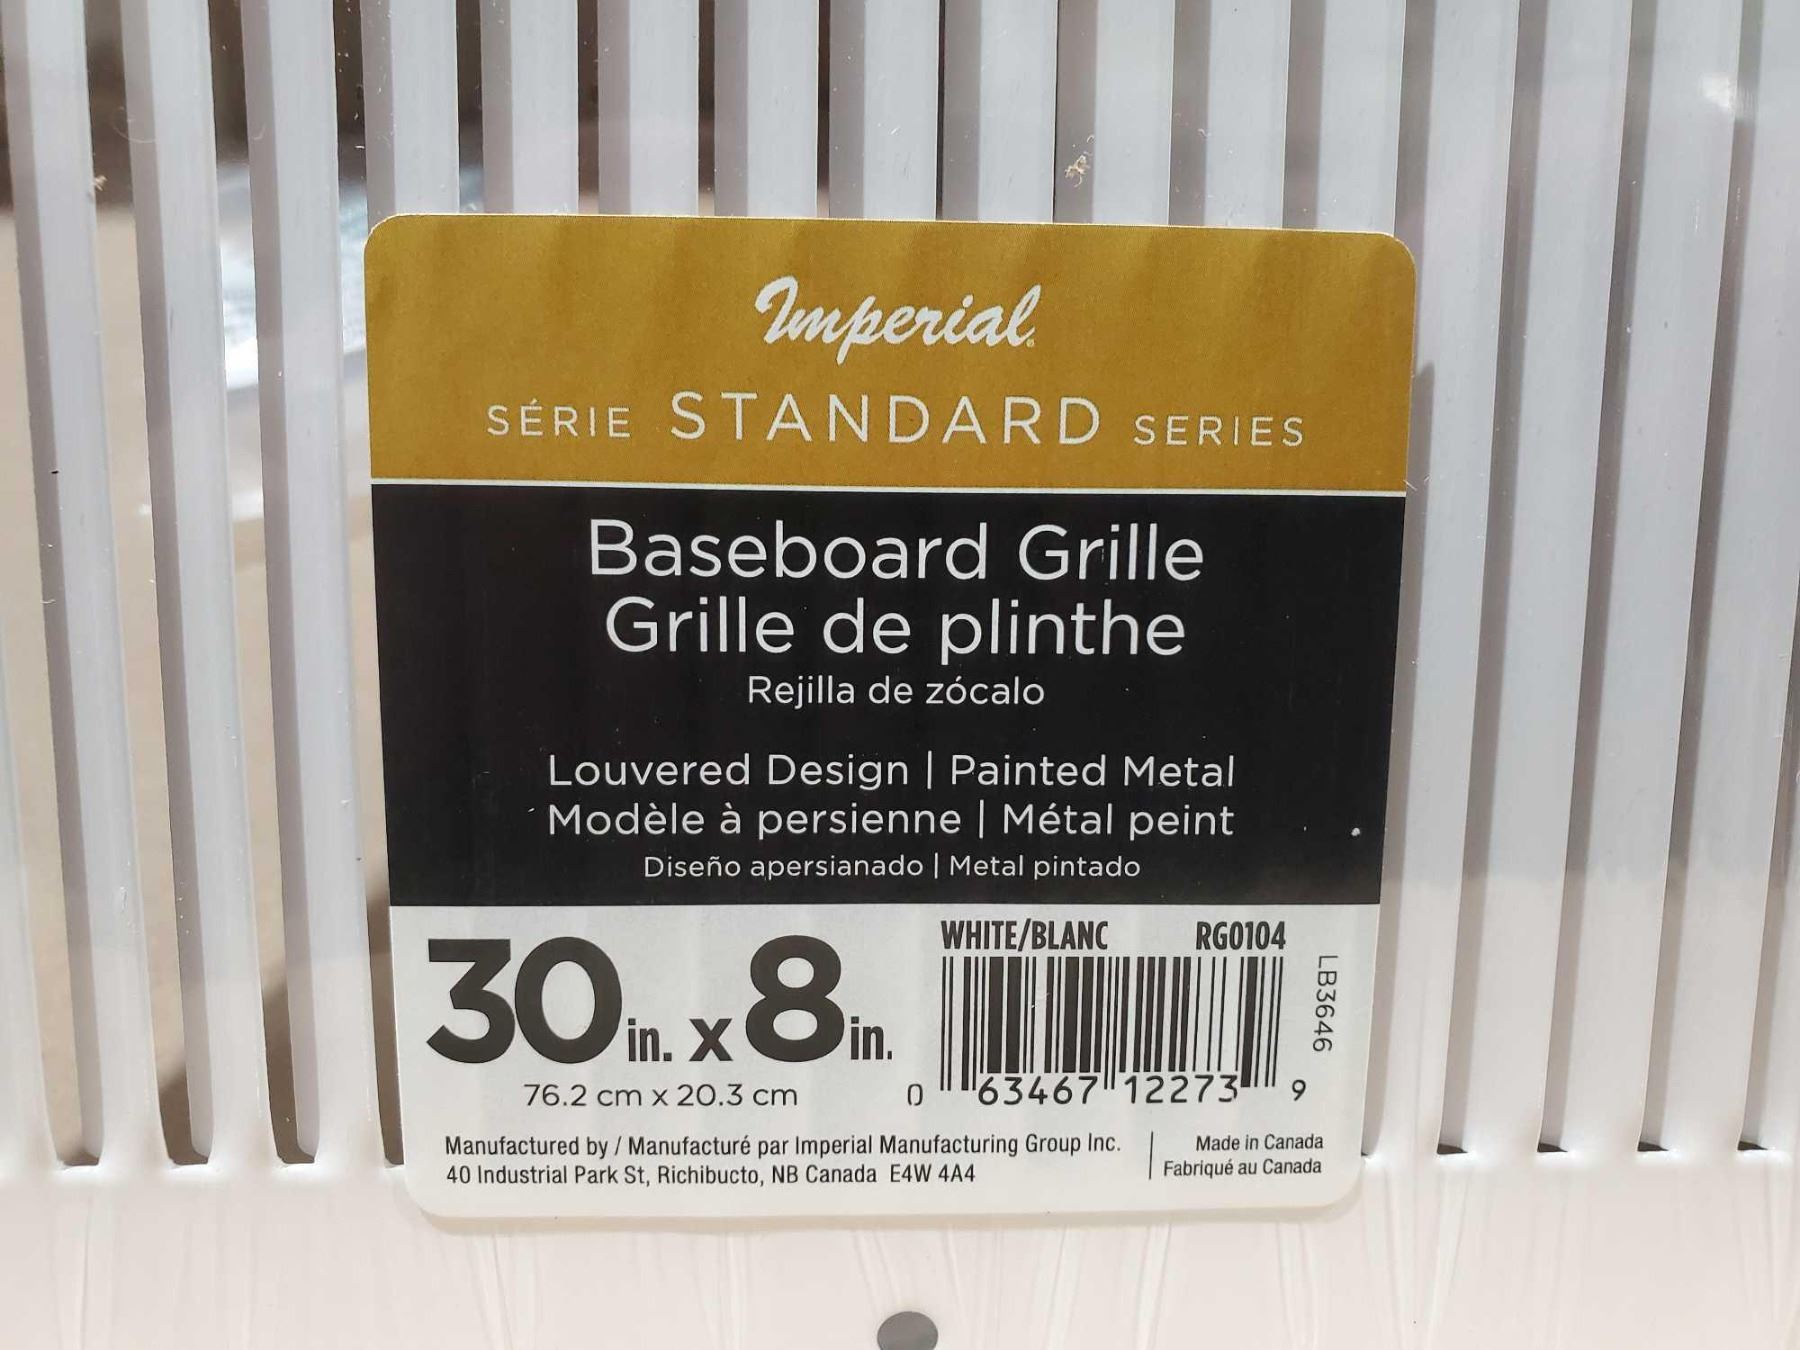 Imperial®
SÉRIE STANDARD SERIES
Baseboard Grille
Grille de plinthe
Rejilla de zócalo
Louvered Design | Painted Metal
Modèle à persienne | Métal peint
Diseño apersianado | Metal pintado
30in. x 8in.
76.2 cm x 20.3 cm
WHITE/BLANC RG0104
0 63467 12273 9
LB3646
Manufactured by / Manufacturé par Imperial Manufacturing Group Inc.
40 Industrial Park St, Richibucto, NB Canada E4W 4A4
Made in Canada
Fabriqué au Canada